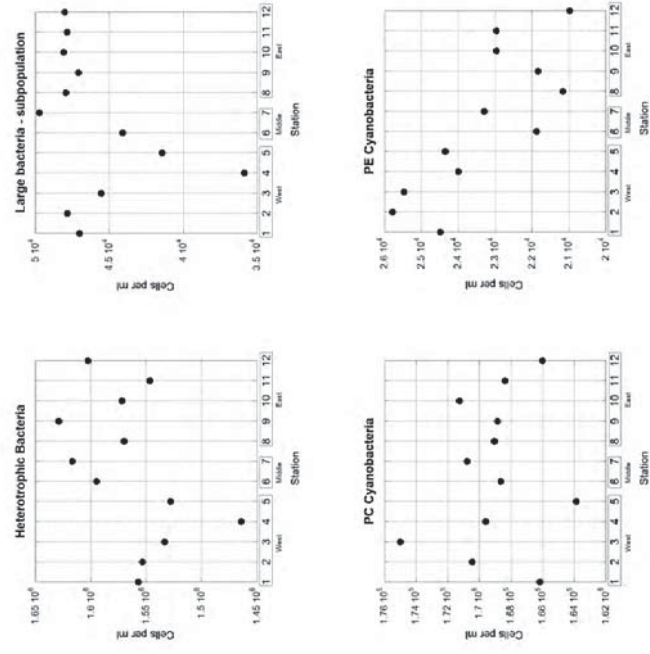 Heterotrophic Bacteria
1.65 10⁶
1.6 10⁶
1.55 10⁶
1.5 10⁶
1.45 10⁶
Cells per ml
1 2 3 4 5 6 7 8 9 10 11 12
West Middle East
Station
Large bacteria - subpopulation
5 10⁴
4.5 10⁴
4 10⁴
3.5 10⁴
Cells per ml
1 2 3 4 5 6 7 8 9 10 11 12
West Middle East
Station
PC Cyanobacteria
1.76 10⁵
1.74 10⁵
1.72 10⁵
1.7 10⁵
1.68 10⁵
1.66 10⁵
1.64 10⁵
1.62 10⁵
Cells per ml
1 2 3 4 5 6 7 8 9 10 11 12
West Middle East
Station
PE Cyanobacteria
2.6 10⁴
2.5 10⁴
2.4 10⁴
2.3 10⁴
2.2 10⁴
2.1 10⁴
2 10⁴
Cells per ml
1 2 3 4 5 6 7 8 9 10 11 12
West Middle East
Station